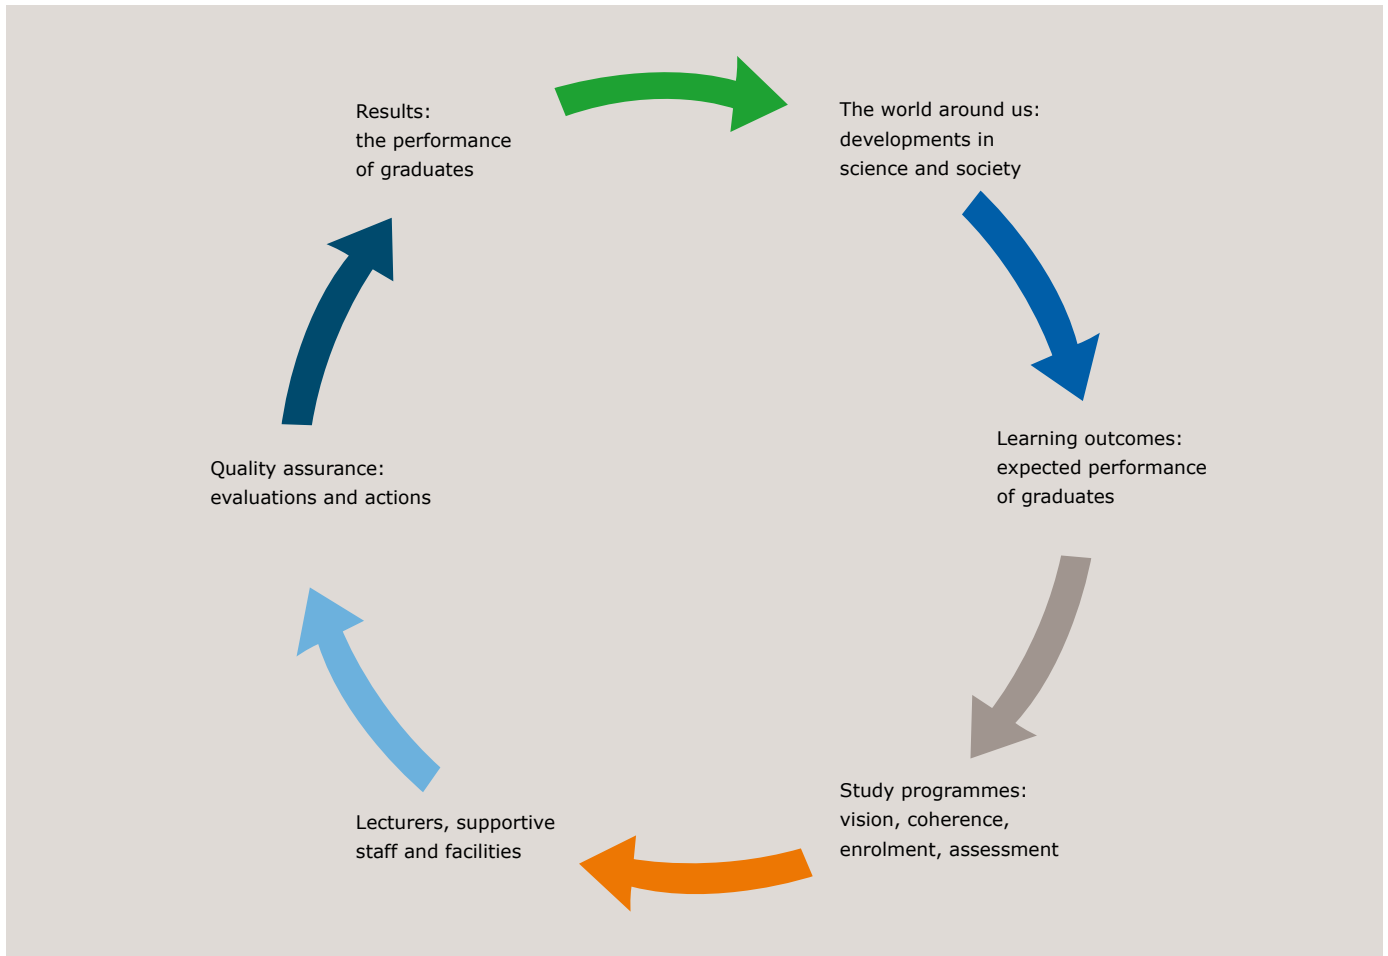 Results:
the performance
of graduates
The world around us:
developments in
science and society
Learning outcomes:
expected performance
of graduates
Study programmes:
vision, coherence,
enrolment, assessment
Lecturers, supportive
staff and facilities
Quality assurance:
evaluations and actions